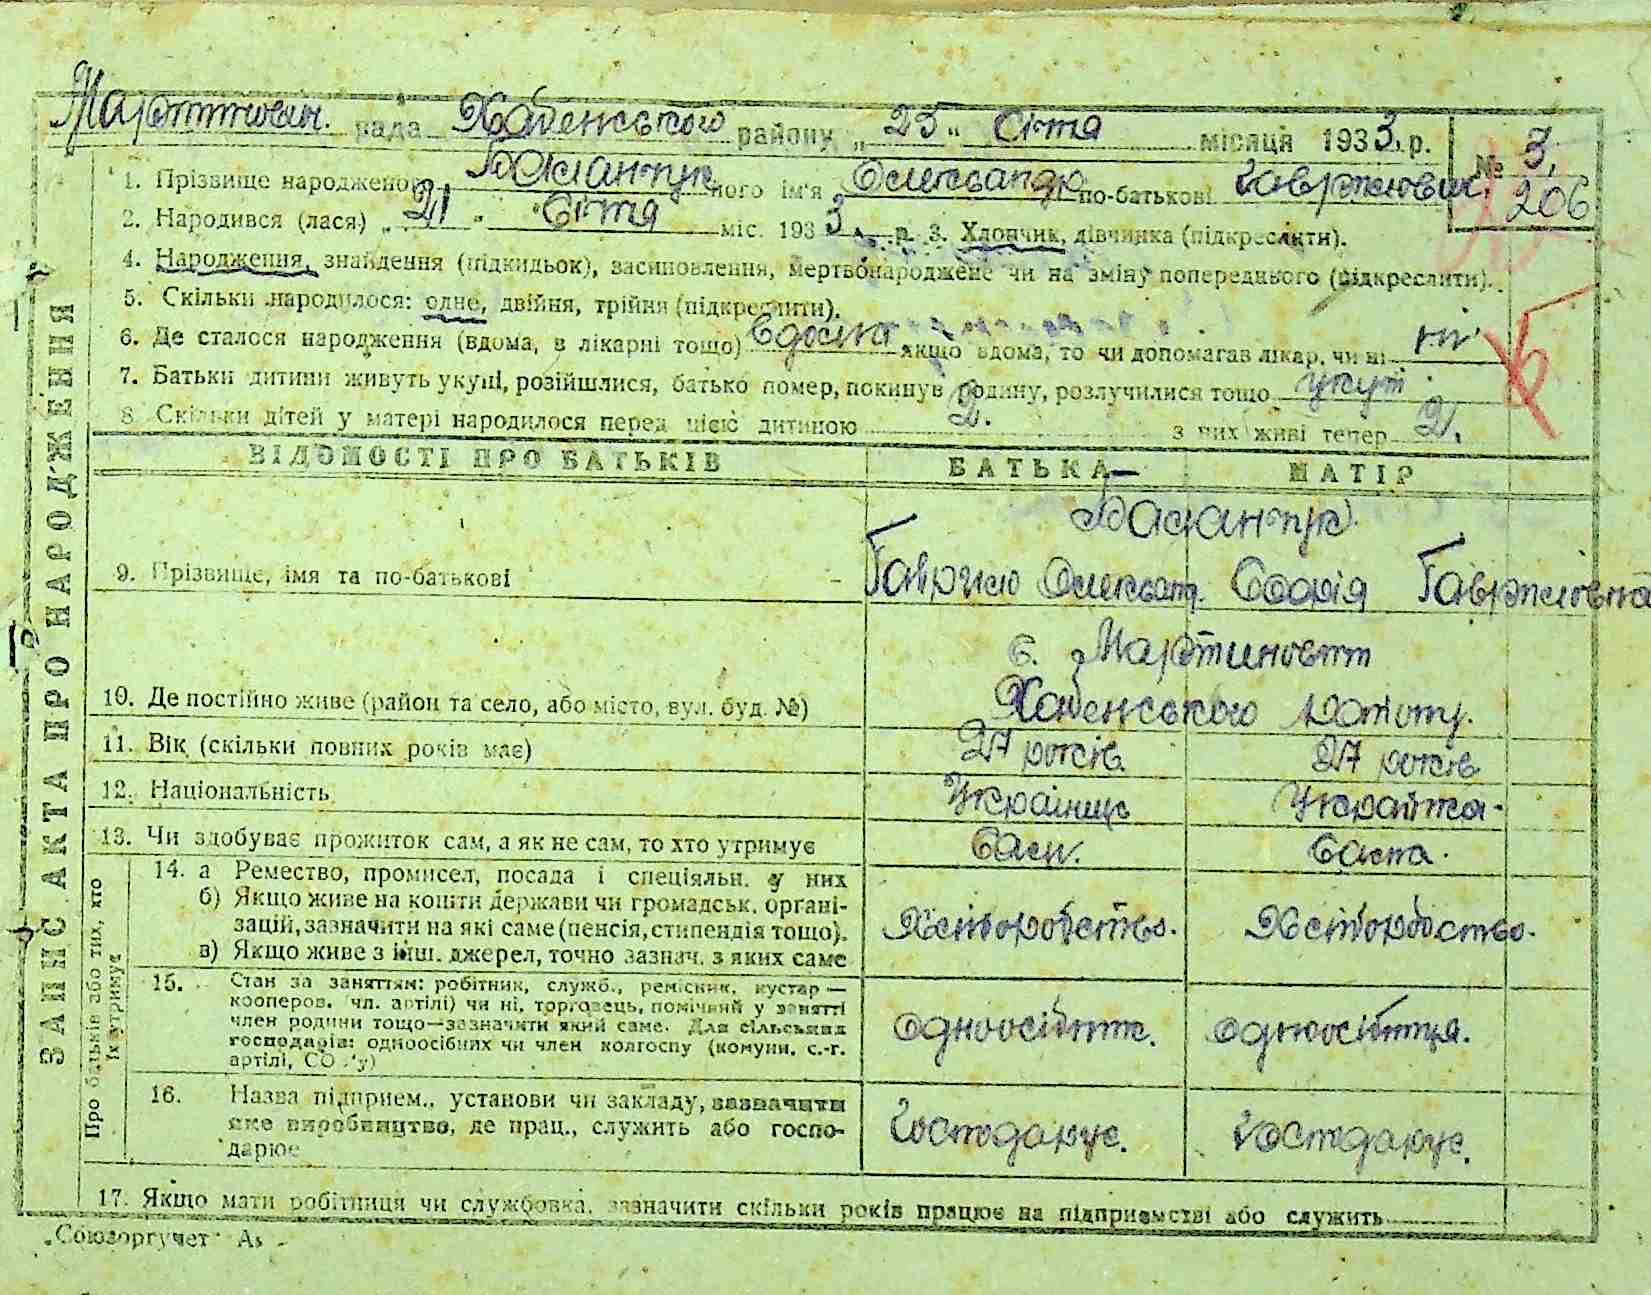 Мартинов. рада Хабенського району „25" Січня місяця 1933 р.
№ 3,
206
1. Прізвище народженого ного ім'я Олександр по-батькові Гаврилович
2. Народився (лася) „21" Січня міс. 1933 р. 3. Хлопчик, дівчинка (підкреслити).
4. Народження, знайдення (підкидьок), засиновлення, мертвонароджене чи на зміну попереднього (підкреслити).
5. Скільки народилося: одне, двійня, трійня (підкреслити).
6. Де сталося народження (вдома, в лікарні тощо) Вдома якщо вдома, то чи допомагав лікар, чи ні ні
7. Батьки дитини живуть укупі, розійшлися, батько помер, покинув родину, розлучилися тощо укупі
8. Скільки дітей у матері народилося перед цією дитиною 2. з них живі тепер 2.
ВІДОМОСТІ ПРО БАТЬКІВ БАТЬКА МАТІР
9. Прізвище, імя та по-батькові Гаврило Олександ. Софія Гавриловна
с. Мартиновичі
10. Де постійно живе (район та село, або місто, вул. буд. №) Хабенського району.
11. Вік (скільки повних років має) 27 років 27 років
12. Національність Українець Українка.
13. Чи здобуває прожиток сам, а як не сам, то хто утримує Сам. Сама.
14. а Ремество, промисел, посада і спеціяльн. у них
б) Якщо живе на кошти держави чи громадськ. органі-
зацій, зазначити на які саме (пенсія, стипендія тощо). Хліборобство. Хліборобство.
в) Якщо живе з інш. джерел, точно зазнач. з яких саме
15. Стан за заняттям: робітник, служб., ремісник, кустар —
кооперов. чл. артілі) чи ні, торговець, помічний у занятті
член родини тощо—зазначити який саме. Для сільських
господарів: одноосібник чи член колгоспу (комуни, с.-г. Одноосібник. Одноосібниця.
артілі, СО
16. Назва підприєм., установи чи закладу, зазначити
яке виробництво, де прац., служить або госпо- Господарує. Господарує.
дарює
17. Якщо мати робітниця чи службовка, зазначити скільки років працює на підприємстві або служить
„Союзоргучет"
ЗАПИС АКТА ПРО НАРОДЖЕННЯ
Про батьків або тих, хто
їх утримує